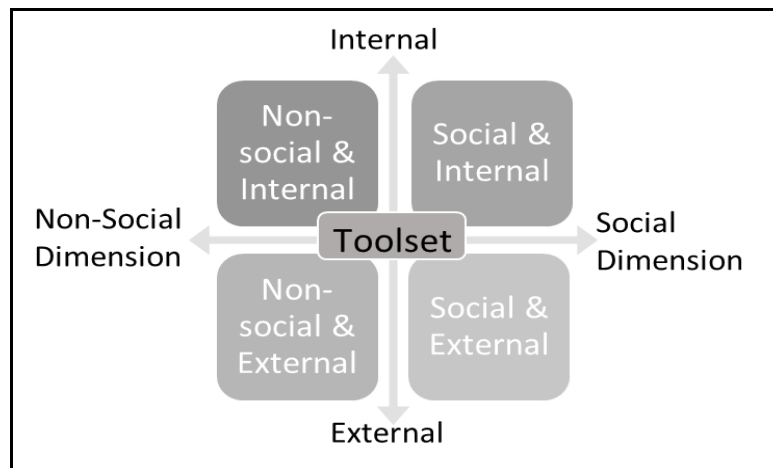 Internal
Non-
social &
Internal
Social &
Internal
Non-Social
Dimension
Toolset
Social
Dimension
Non-
social &
External
Social &
External
External